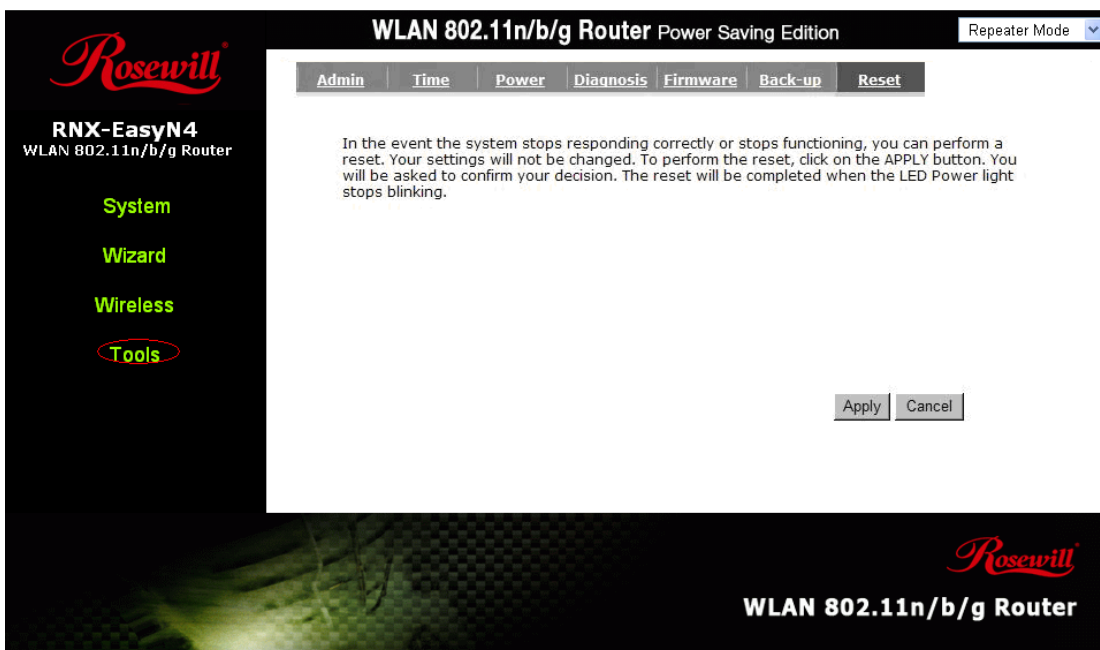 WLAN 802.11n/b/g Router Power Saving Edition
Repeater Mode
Rosewill
Admin Time Power Diagnosis Firmware Back-up Reset
RNX-EasyN4
WLAN 802.11n/b/g Router
System
Wizard
Wireless
Tools
In the event the system stops responding correctly or stops functioning, you can perform a
reset. Your settings will not be changed. To perform the reset, click on the APPLY button. You
will be asked to confirm your decision. The reset will be completed when the LED Power light
stops blinking.
Apply Cancel
Rosewill
WLAN 802.11n/b/g Router